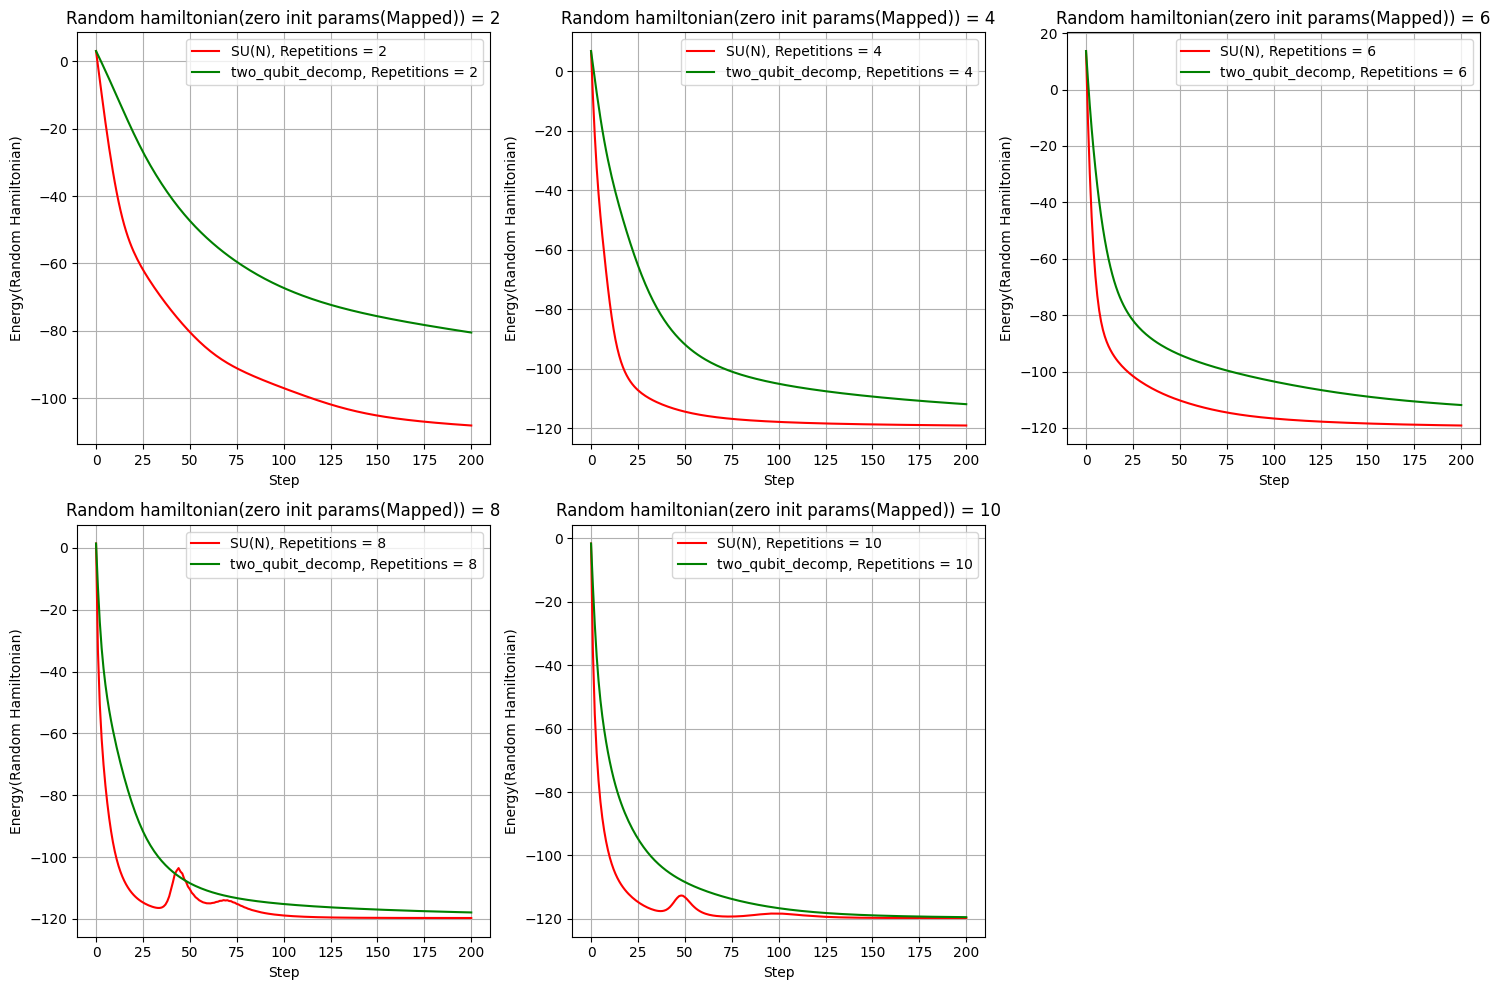 Random hamiltonian(zero init params(Mapped)) = 2
SU(N), Repetitions = 2
two_qubit_decomp, Repetitions = 2
Energy(Random Hamiltonian)
0
−20
−40
−60
−80
−100
0 25 50 75 100 125 150 175 200
Step
Random hamiltonian(zero init params(Mapped)) = 4
SU(N), Repetitions = 4
two_qubit_decomp, Repetitions = 4
Energy(Random Hamiltonian)
0
−20
−40
−60
−80
−100
−120
0 25 50 75 100 125 150 175 200
Step
Random hamiltonian(zero init params(Mapped)) = 6
SU(N), Repetitions = 6
two_qubit_decomp, Repetitions = 6
Energy(Random Hamiltonian)
20
0
−20
−40
−60
−80
−100
−120
0 25 50 75 100 125 150 175 200
Step
Random hamiltonian(zero init params(Mapped)) = 8
SU(N), Repetitions = 8
two_qubit_decomp, Repetitions = 8
Energy(Random Hamiltonian)
0
−20
−40
−60
−80
−100
−120
0 25 50 75 100 125 150 175 200
Step
Random hamiltonian(zero init params(Mapped)) = 10
SU(N), Repetitions = 10
two_qubit_decomp, Repetitions = 10
Energy(Random Hamiltonian)
0
−20
−40
−60
−80
−100
−120
0 25 50 75 100 125 150 175 200
Step